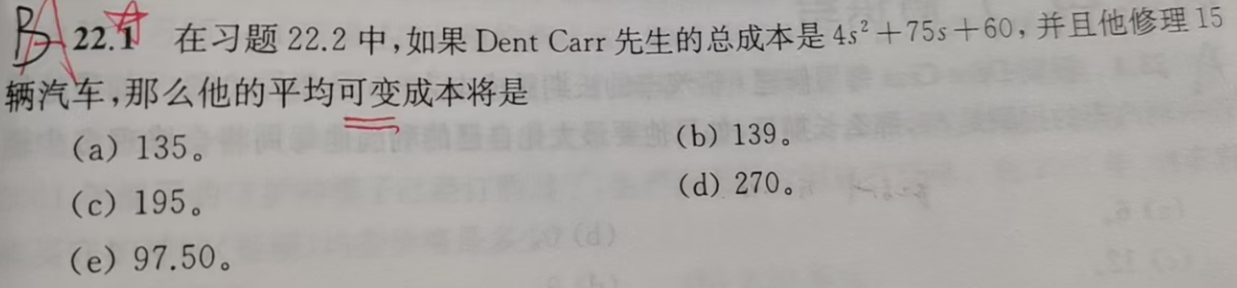 B 22.1 在习题 22.2 中,如果 Dent Carr 先生的总成本是 4s²+75s+60, 并且他修理 15
辆汽车,那么他的平均可变成本将是
(a) 135。
(b) 139。
(c) 195。
(d) 270。
(e) 97.50。